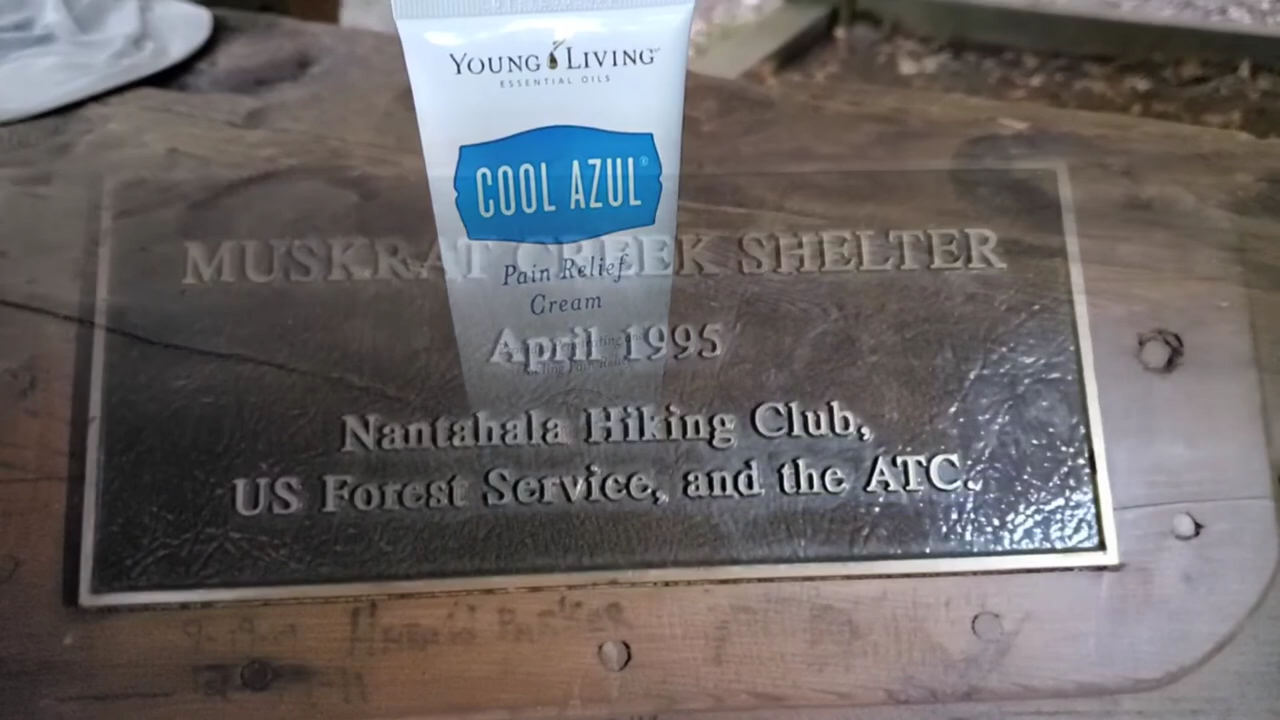 YOUNG LIVING
ESSENTIAL OILS
COOL AZUL®
MUSKRAT CREEK SHELTER
Pain Relief
Cream
April 1995
Nantahala Hiking Club,
US Forest Service, and the ATC.